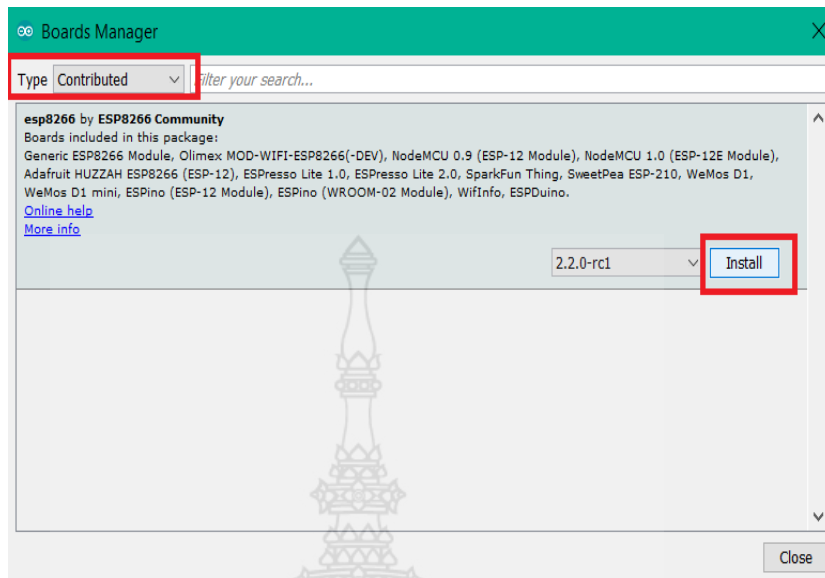 Boards Manager
Type Contributed Filter your search...
esp8266 by ESP8266 Community
Boards included in this package:
Generic ESP8266 Module, Olimex MOD-WIFI-ESP8266(-DEV), NodeMCU 0.9 (ESP-12 Module), NodeMCU 1.0 (ESP-12E Module),
Adafruit HUZZAH ESP8266 (ESP-12), ESPresso Lite 1.0, ESPresso Lite 2.0, SparkFun Thing, SweetPea ESP-210, WeMos D1,
WeMos D1 mini, ESPino (ESP-12 Module), ESPino (WROOM-02 Module), WifInfo, ESPDuino.
Online help
More info
2.2.0-rc1 Install
Close